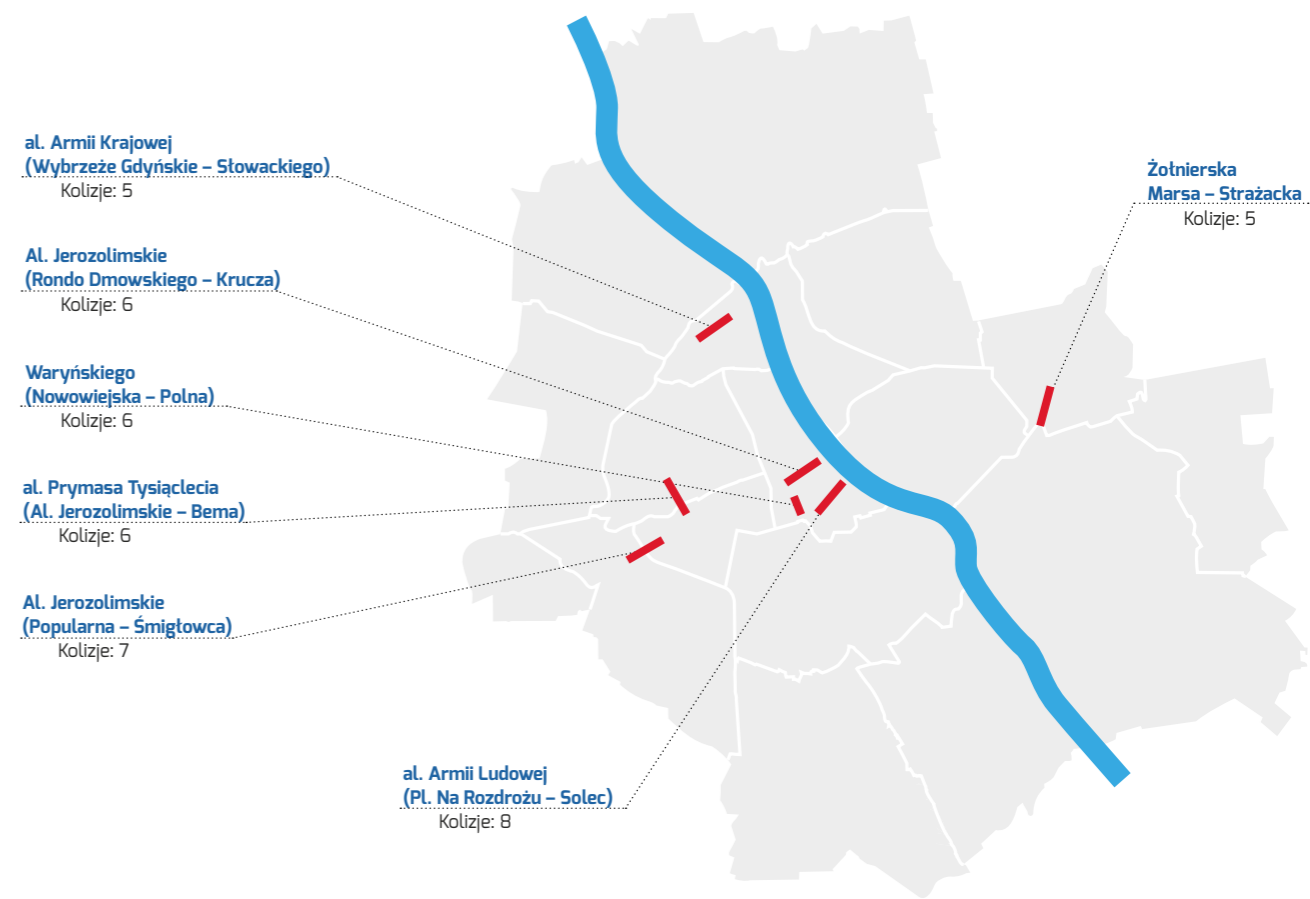 al. Armii Krajowej
(Wybrzeże Gdyńskie – Słowackiego)
Kolizje: 5
Al. Jerozolimskie
(Rondo Dmowskiego – Krucza)
Kolizje: 6
Waryńskiego
(Nowowiejska – Polna)
Kolizje: 6
al. Prymasa Tysiąclecia
(Al. Jerozolimskie – Bema)
Kolizje: 6
Al. Jerozolimskie
(Popularna – Śmigłowca)
Kolizje: 7
al. Armii Ludowej
(Pl. Na Rozdrożu – Solec)
Kolizje: 8
Żołnierska
Marsa – Strażacka
Kolizje: 5